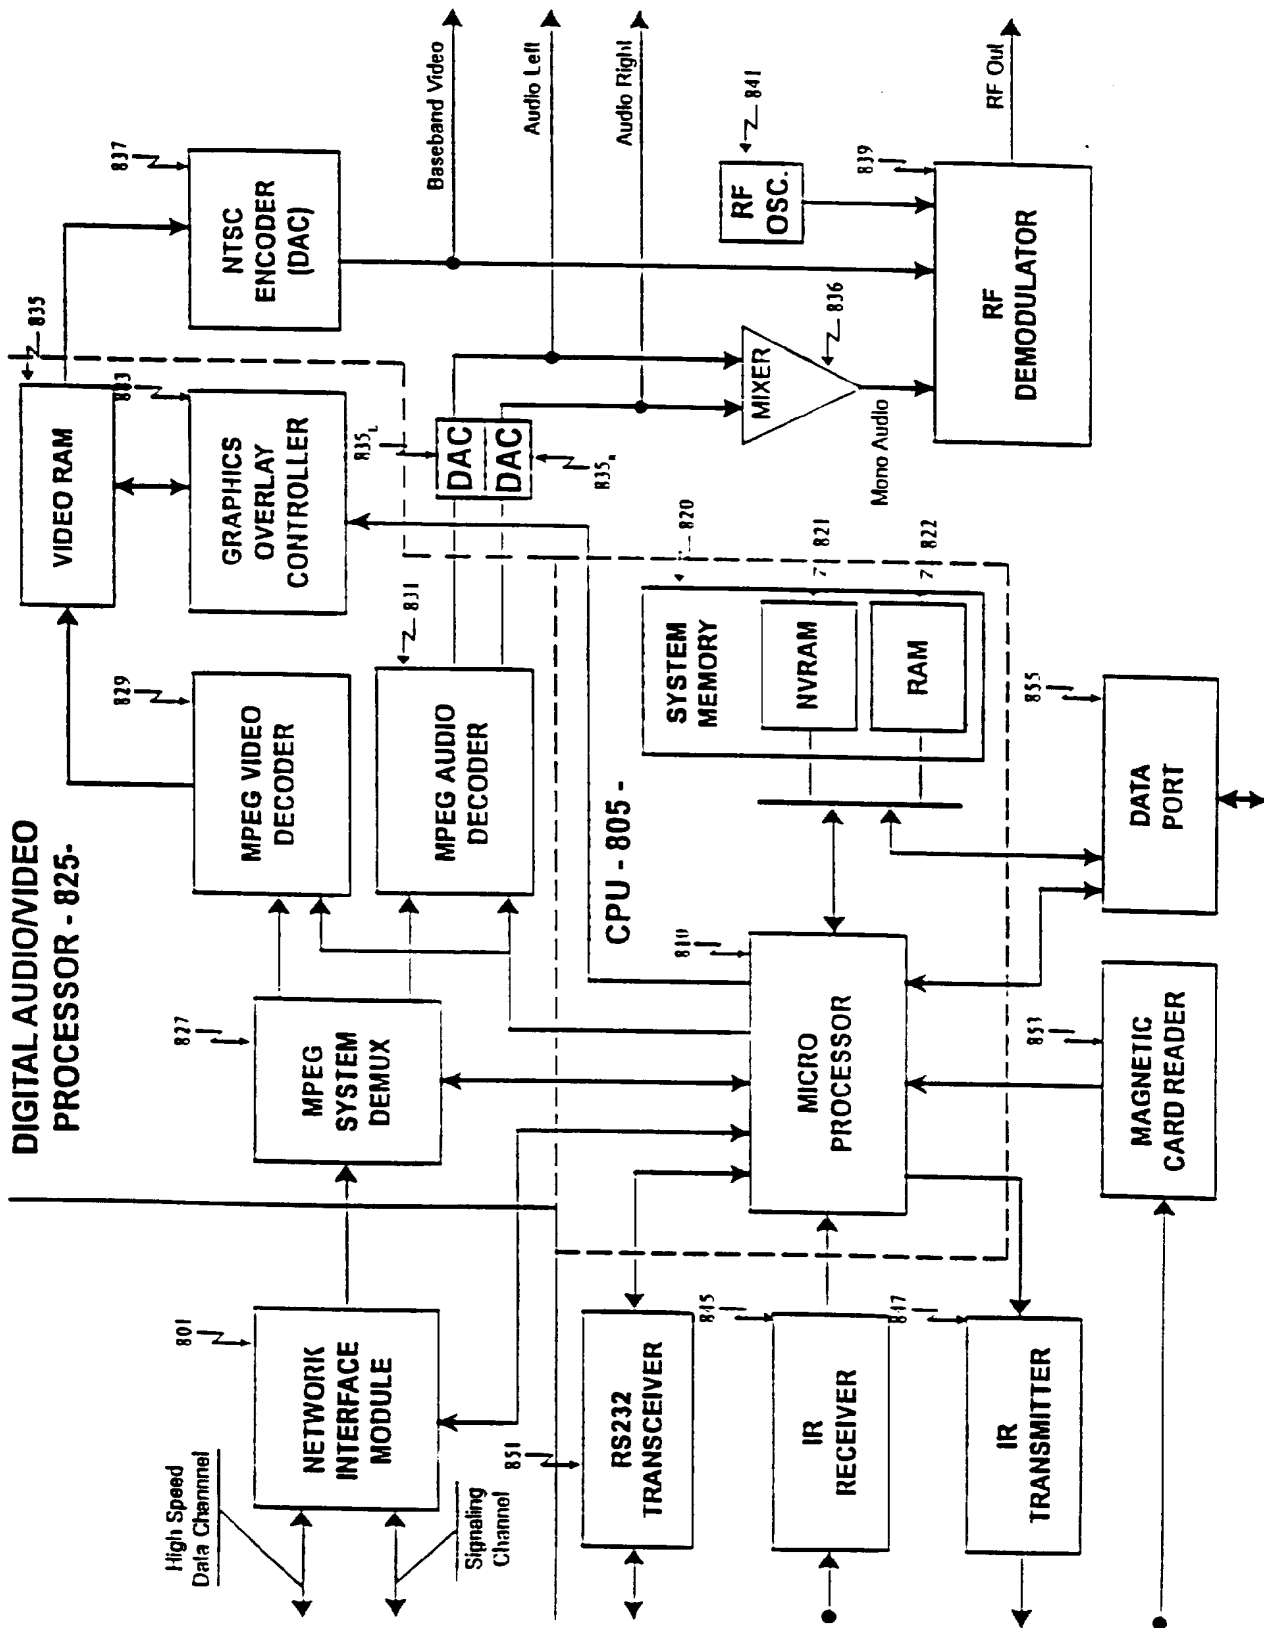 DIGITAL AUDIO/VIDEO
PROCESSOR - 825-
High Speed
Data Channel
Signaling
Channel
801
NETWORK
INTERFACE
MODULE
827
MPEG
SYSTEM
DEMUX
829
MPEG VIDEO
DECODER
831
MPEG AUDIO
DECODER
VIDEO RAM
835
GRAPHICS
OVERLAY
CONTROLLER
837
NTSC
ENCODER
(DAC)
835L
DAC
DAC
835R
Baseband Video
Audio Left
Audio Right
MIXER
836
Mono Audio
RF
OSC.
841
839
RF
DEMODULATOR
RF Out
CPU - 805 -
810
MICRO
PROCESSOR
820
SYSTEM
MEMORY
NVRAM
821
RAM
822
851
RS232
TRANSCEIVER
845
IR
RECEIVER
847
IR
TRANSMITTER
853
MAGNETIC
CARD READER
855
DATA
PORT